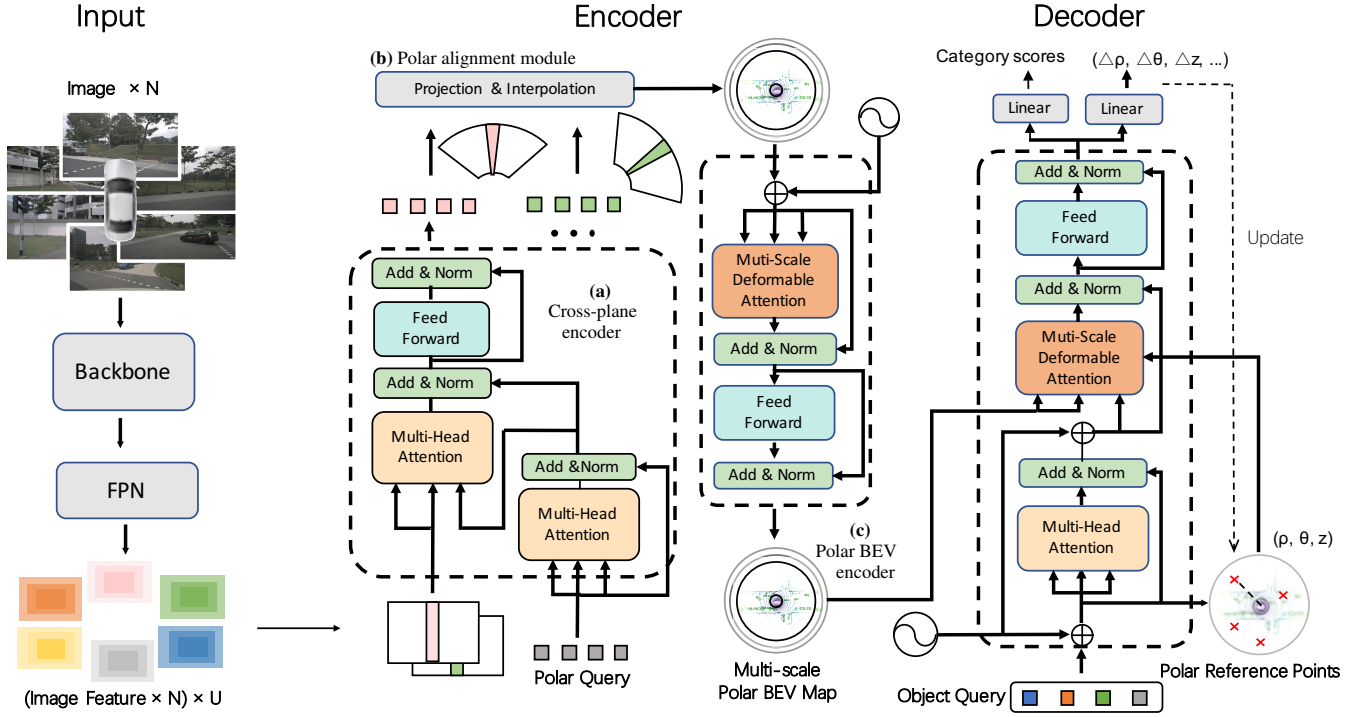 Input
Encoder
Decoder
Image × N
Backbone
FPN
(Image Feature × N) × U
(b) Polar alignment module
Projection & Interpolation
Add & Norm
Feed
Forward
Add & Norm
Multi-Head
Attention
(a)
Cross-plane
encoder
Add &Norm
Multi-Head
Attention
Polar Query
Muti-Scale
Deformable
Attention
Add & Norm
Feed
Forward
Add & Norm
(c)
Polar BEV
encoder
Multi-scale
Polar BEV Map
Category scores
(△ρ, △θ, △z, ...)
Linear
Linear
Add & Norm
Feed
Forward
Add & Norm
Muti-Scale
Deformable
Attention
Add & Norm
Multi-Head
Attention
Update
(ρ, θ, z)
Polar Reference Points
Object Query